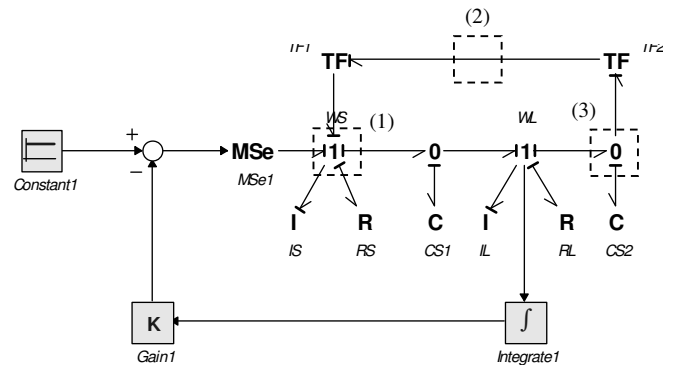 (2)
TF1
TF
TF
TF2
WS
(1)
WL
(3)
+
−
MSe
1
0
1
0
Constant1
MSe1
I
R
C
I
R
C
IS
RS
CS1
IL
RL
CS2
K
∫
Gain1
Integrate1